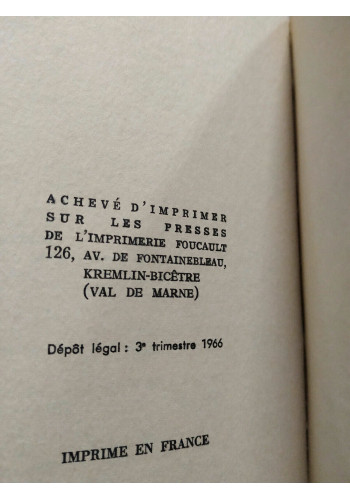 ACHEVÉ D'IMPRIMER
SUR LES PRESSES
DE L'IMPRIMERIE FOUCAULT
126, AV. DE FONTAINEBLEAU,
KREMLIN-BICÊTRE
(VAL DE MARNE)
Dépôt légal : 3e trimestre 1966
IMPRIME EN FRANCE